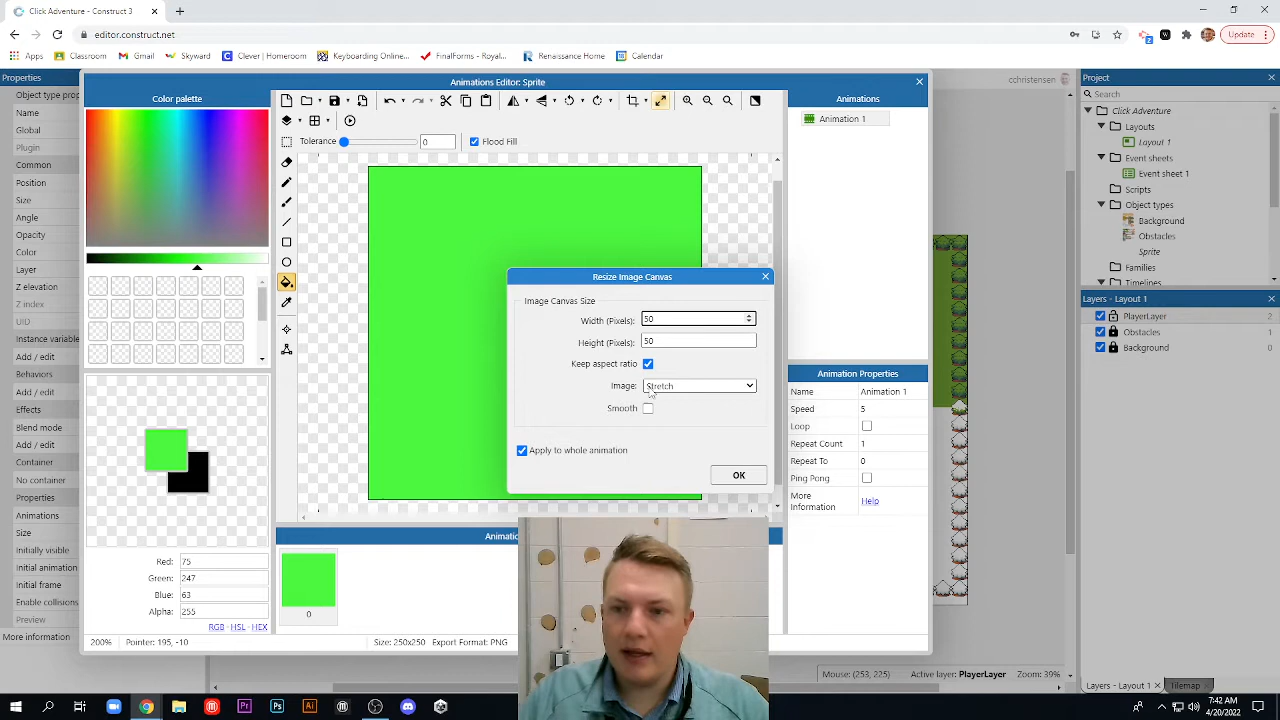 Click Adventure - Construct 3
editor.construct.net
Update
Apps
Classroom
Gmail
Skyward
Clever | Homeroom
Keyboarding Online...
FinalForms - Royal...
Renaissance Home
Calendar
Properties
Object type prop
Name
Global
Plugin
Common
Position
Size
Angle
Opacity
Color
Layer
Z index
UID
Instance variable
Add / edit
Behaviors
Add / edit
Effects
Blend mode
Add / edit
Container
No container
Properties
Animations
Size
Initially visible
Initial animation
Initial frame
Enable collisions
Preview
More information
Animations Editor: Sprite
Color palette
Red: 75
Green: 247
Blue: 63
Alpha: 255
RGB - HSL - HEX
Tolerance
0
Flood Fill
Resize Image Canvas
Image Canvas Size
Width (Pixels): 50
Height (Pixels): 50
Keep aspect ratio
Image: Stretch
Smooth
Apply to whole animation
OK
0
200%
Pointer: 195, -10
Size: 250x250
Export Format: PNG
Animations
Animation 1
Animation Properties
Name Animation 1
Speed 5
Loop
Repeat Count 1
Repeat To 0
Ping Pong
More Information Help
cchristensen
Project
Search
Click Adventure
Layouts
Layout 1
Event sheets
Event sheet 1
Scripts
Object types
Background
Obstacles
Sprite
Families
Timelines
Layers - Layout 1
PlayerLayer 2
Obstacles 1
Background 0
Mouse: (253, 225)
Active layer: PlayerLayer
Zoom: 39%
Layers - Layout 1
Tilemap
7:42 AM
4/20/2022